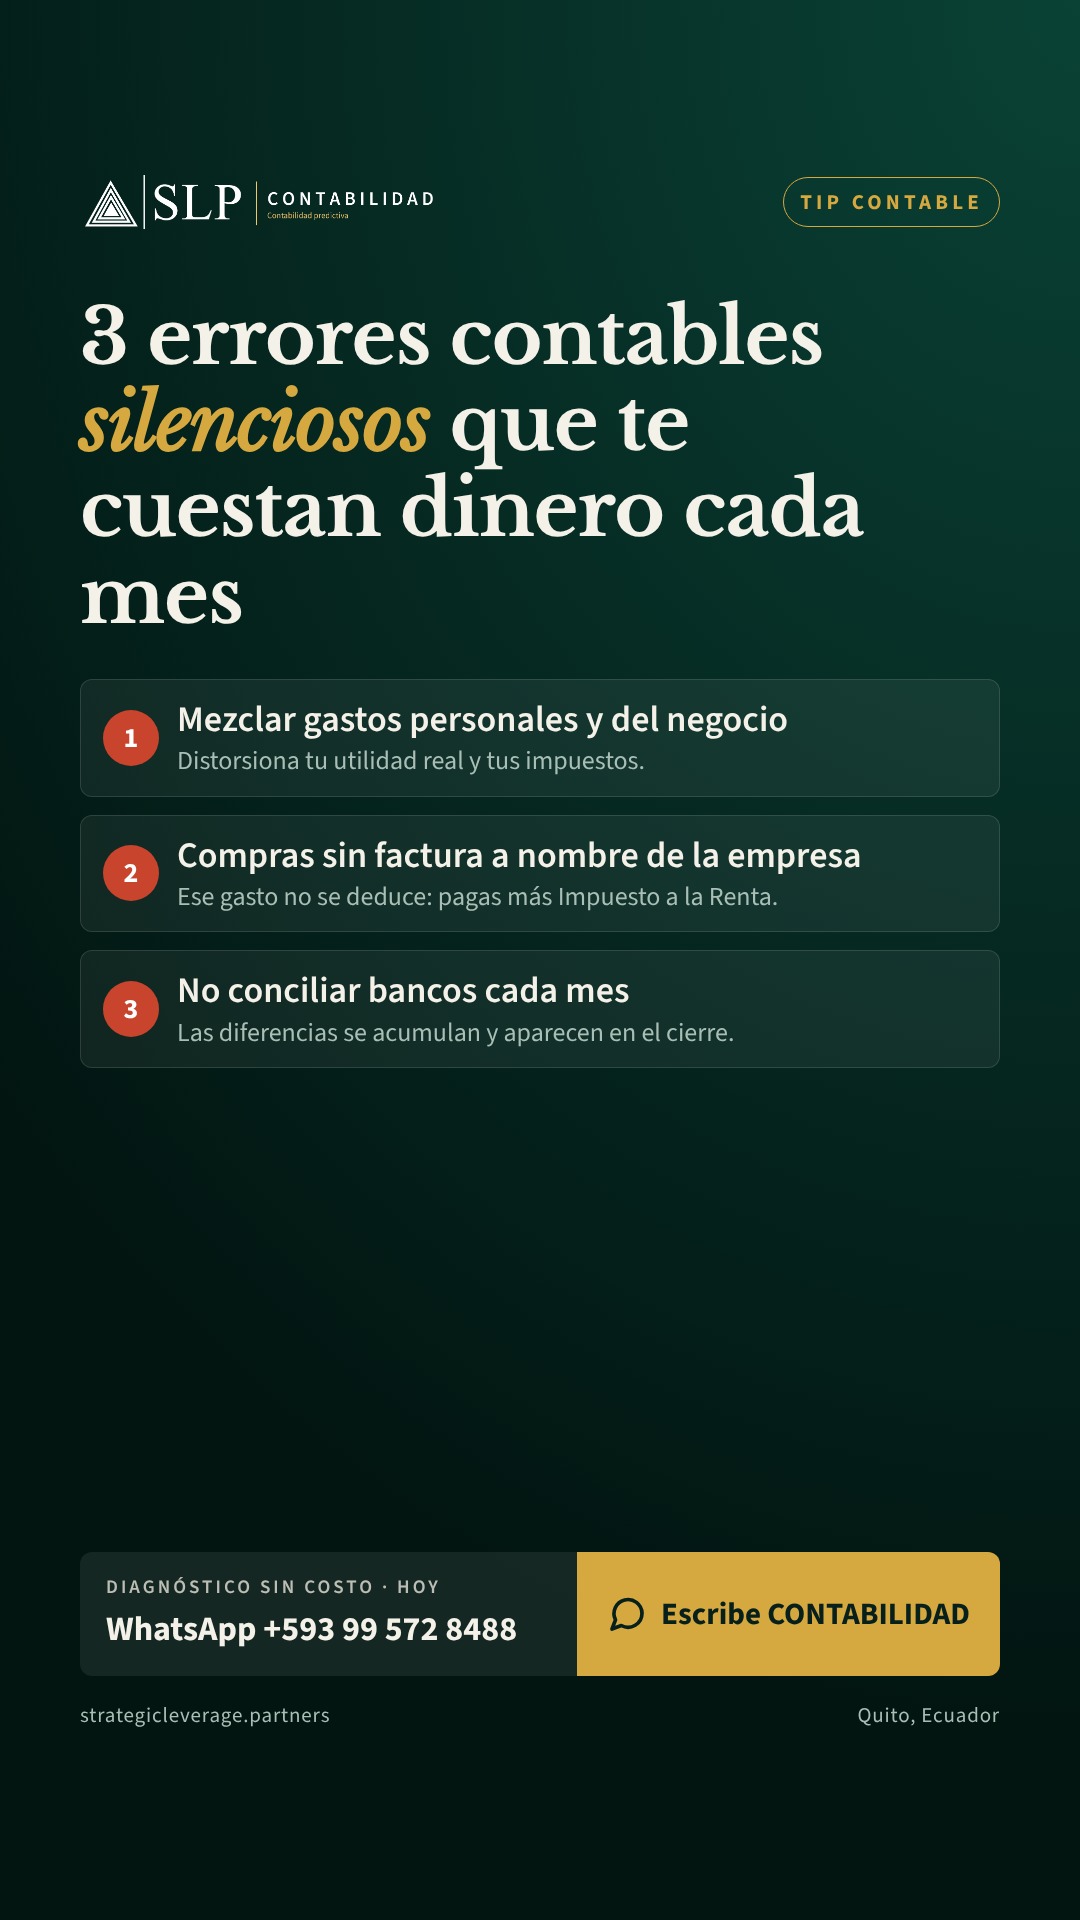 SLP
CONTABILIDAD
Contabilidad predictiva
TIP CONTABLE
3 errores contables
silenciosos que te
cuestan dinero cada
mes
1
Mezclar gastos personales y del negocio
Distorsiona tu utilidad real y tus impuestos.
2
Compras sin factura a nombre de la empresa
Ese gasto no se deduce: pagas más Impuesto a la Renta.
3
No conciliar bancos cada mes
Las diferencias se acumulan y aparecen en el cierre.
DIAGNÓSTICO SIN COSTO · HOY
WhatsApp +593 99 572 8488
Escribe CONTABILIDAD
strategicleverage.partners
Quito, Ecuador